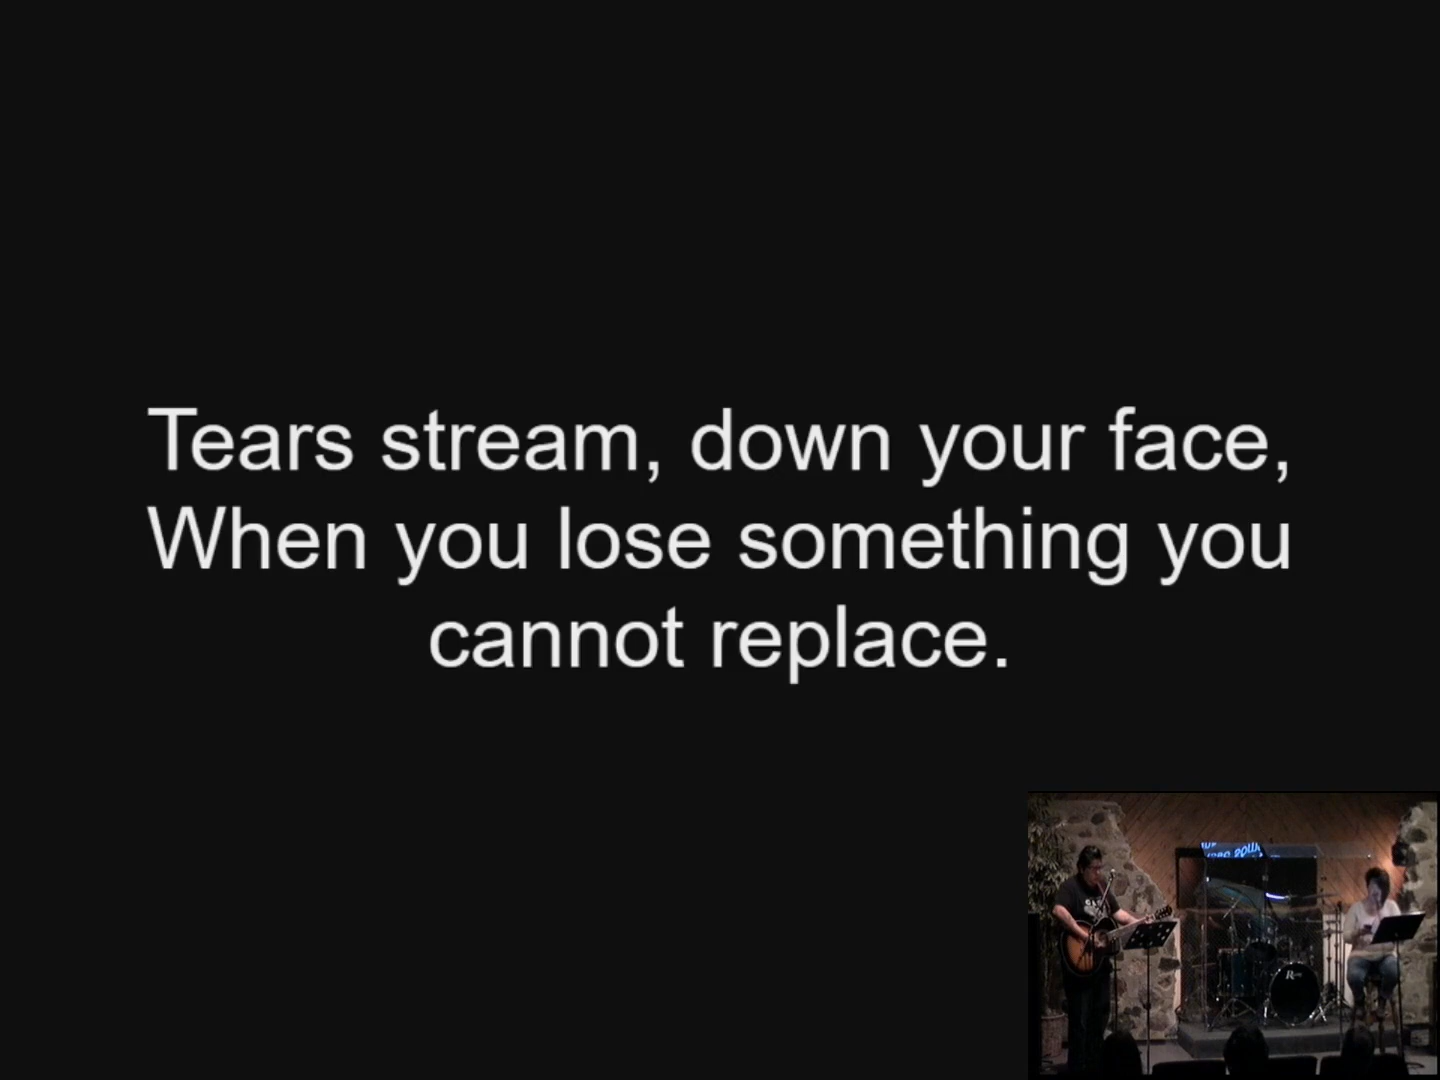 Tears stream, down your face,
When you lose something you
cannot replace.